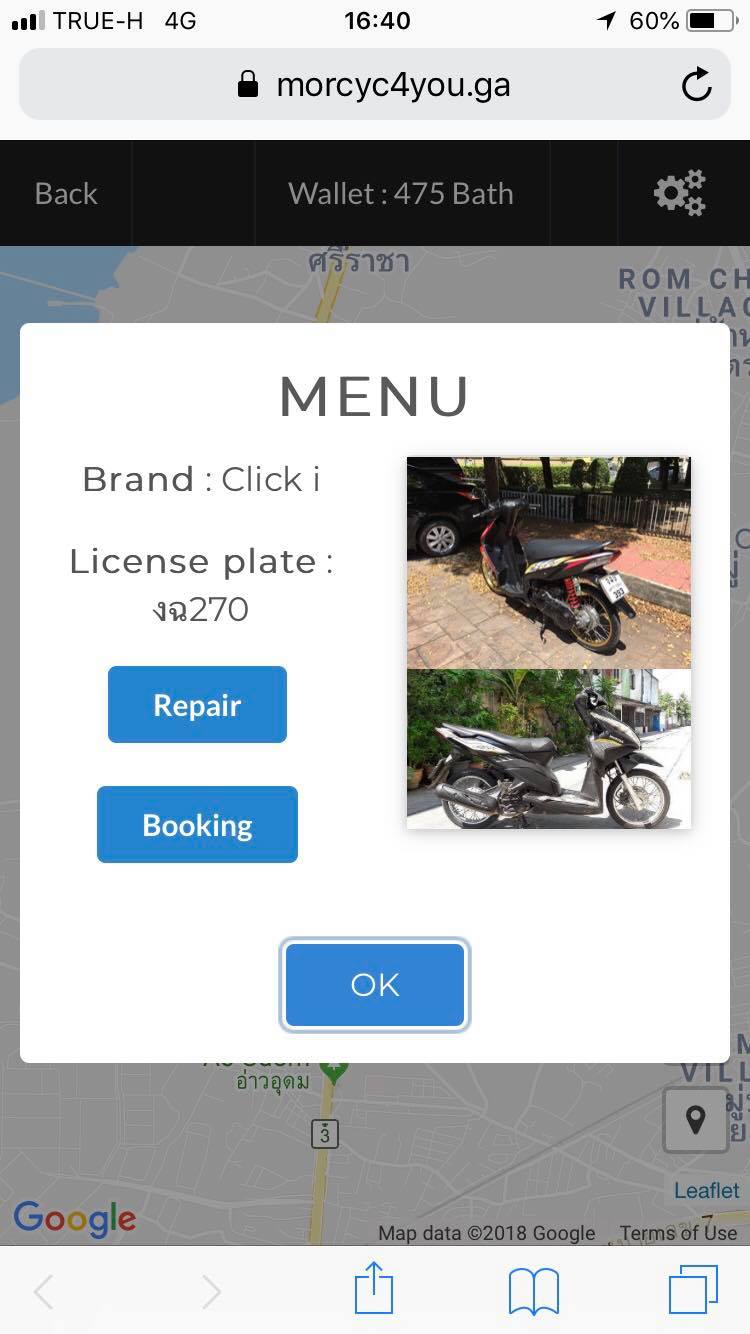 TRUE-H 4G 16:40 60%
morcyc4you.ga
Back Wallet : 475 Bath
ศรีราชา
ROM CH
VILLAG
MENU
Brand : Click i
License plate :
งฉ270
Repair
Booking
OK
อ่าวอุดม
VILL
3
Leaflet
Google
Map data ©2018 Google Terms of Use